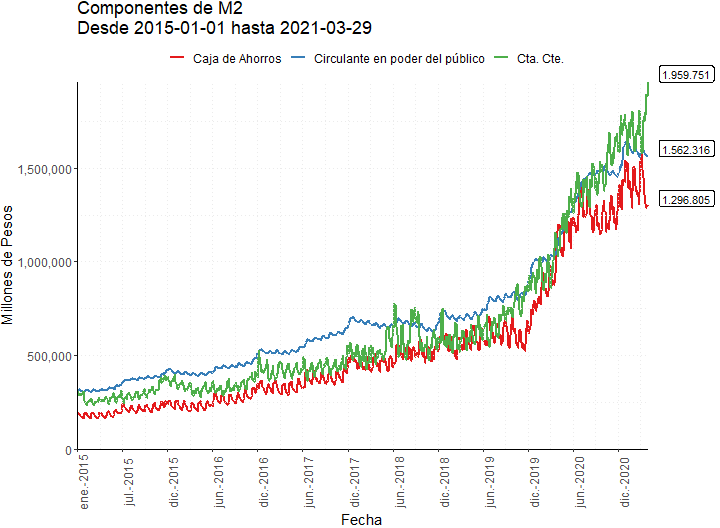 Componentes de M2
Desde 2015-01-01 hasta 2021-03-29
Caja de Ahorros Circulante en poder del público Cta. Cte.
1.959.751
1.562.316
1.296.805
1,500,000
1,000,000
500,000
0
Millones de Pesos
ene.-2015
jul.-2015
dic.-2015
jun.-2016
dic.-2016
jun.-2017
dic.-2017
jun.-2018
dic.-2018
jun.-2019
dic.-2019
jun.-2020
dic.-2020
Fecha